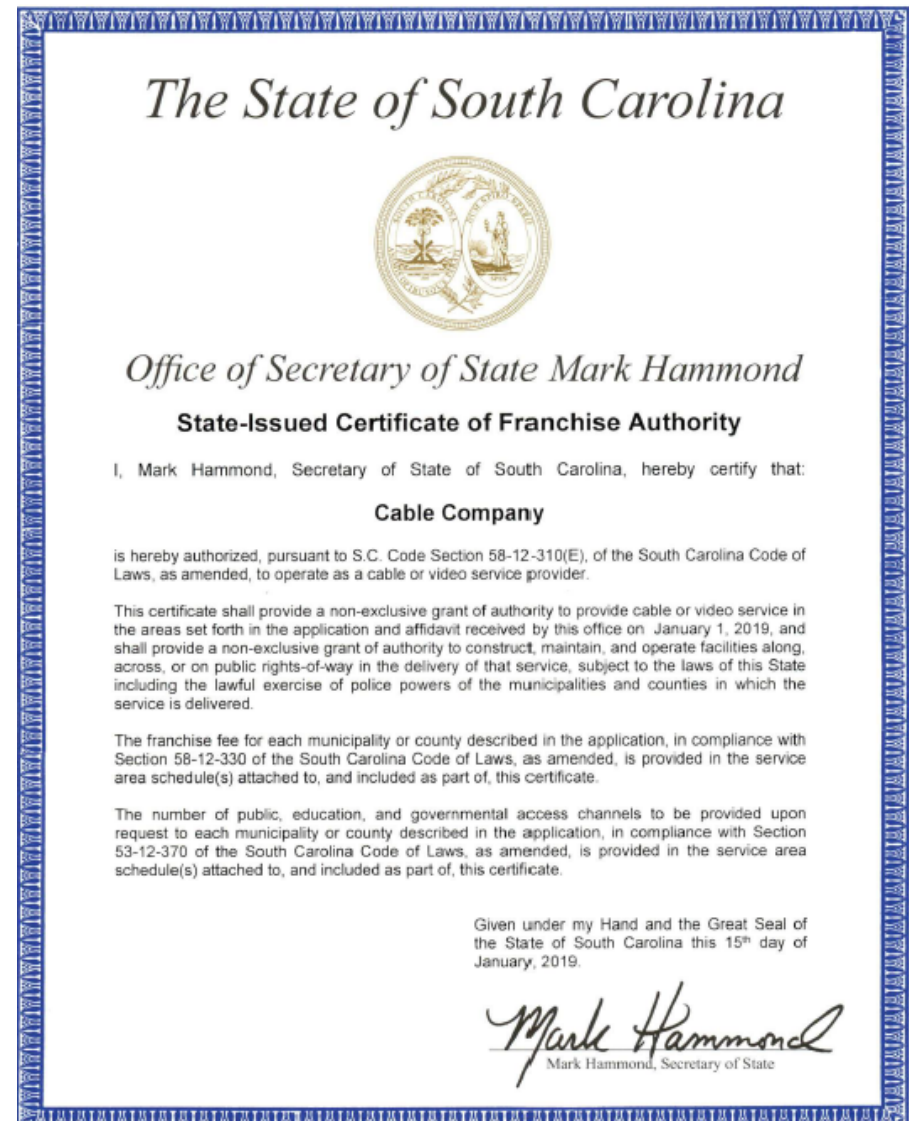 The State of South Carolina
SOUTH CAROLINA
DUM SPIRO SPERO
SPES
Office of Secretary of State Mark Hammond
State-Issued Certificate of Franchise Authority
I, Mark Hammond, Secretary of State of South Carolina, hereby certify that:
Cable Company
is hereby authorized, pursuant to S.C. Code Section 58-12-310(E), of the South Carolina Code of
Laws, as amended, to operate as a cable or video service provider.
This certificate shall provide a non-exclusive grant of authority to provide cable or video service in
the areas set forth in the application and affidavit received by this office on January 1, 2019, and
shall provide a non-exclusive grant of authority to construct, maintain, and operate facilities along,
across, or on public rights-of-way in the delivery of that service, subject to the laws of this State
including the lawful exercise of police powers of the municipalities and counties in which the
service is delivered.
The franchise fee for each municipality or county described in the application, in compliance with
Section 58-12-330 of the South Carolina Code of Laws, as amended, is provided in the service
area schedule(s) attached to, and included as part of, this certificate.
The number of public, education, and governmental access channels to be provided upon
request to each municipality or county described in the application, in compliance with Section
53-12-370 of the South Carolina Code of Laws, as amended, is provided in the service area
schedule(s) attached to, and included as part of, this certificate.
Given under my Hand and the Great Seal of
the State of South Carolina this 15th day of
January, 2019.
Mark Hammond
Mark Hammond, Secretary of State